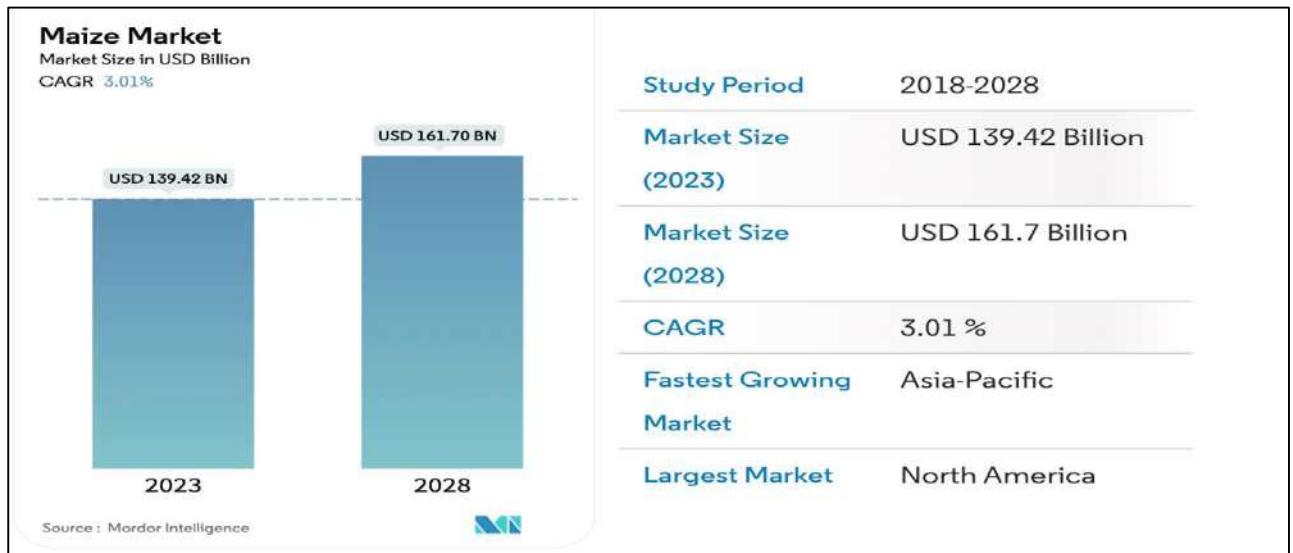 Maize Market
Market Size in USD Billion
CAGR 3.01%
USD 139.42 BN
USD 161.70 BN
2023
2028
Source : Mordor Intelligence
Study Period 2018-2028
Market Size USD 139.42 Billion
(2023)
Market Size USD 161.7 Billion
(2028)
CAGR 3.01 %
Fastest Growing Asia-Pacific
Market
Largest Market North America